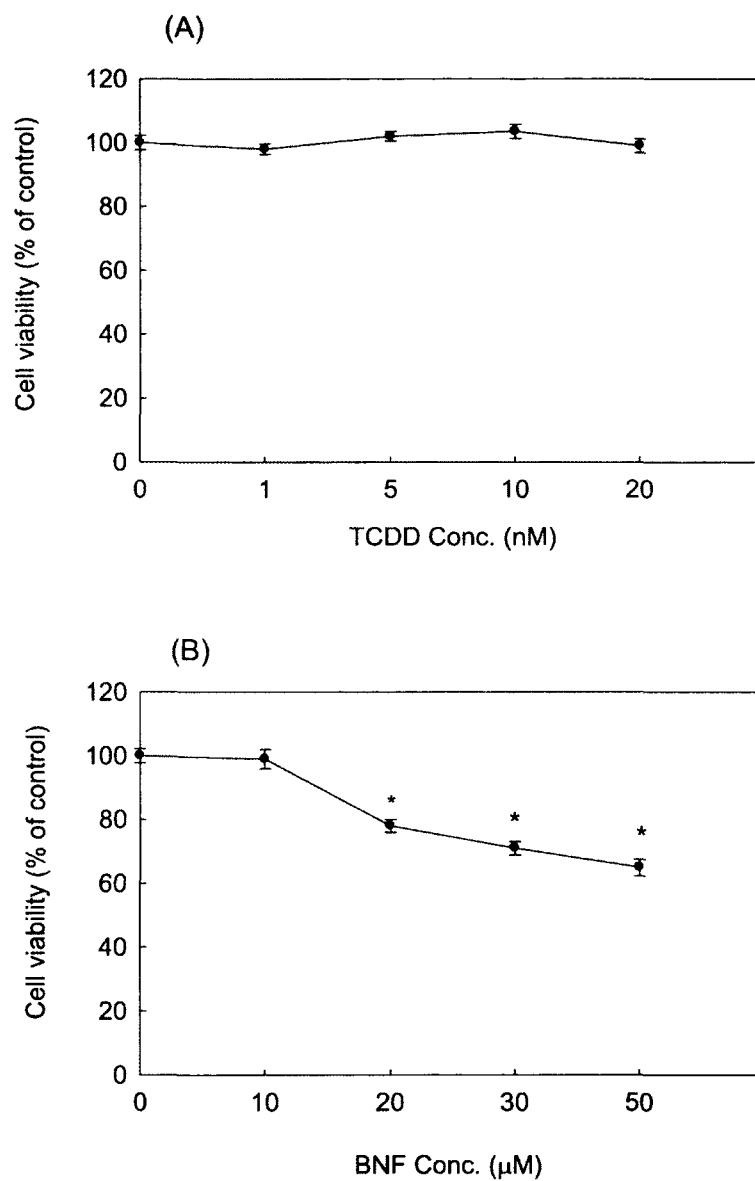 (A)
120
100
80
60
40
20
0
Cell viability (% of control)
0 1 5 10 20
TCDD Conc. (nM)
(B)
120
100
80
60
40
20
0
Cell viability (% of control)
* * *
0 10 20 30 50
BNF Conc. (µM)